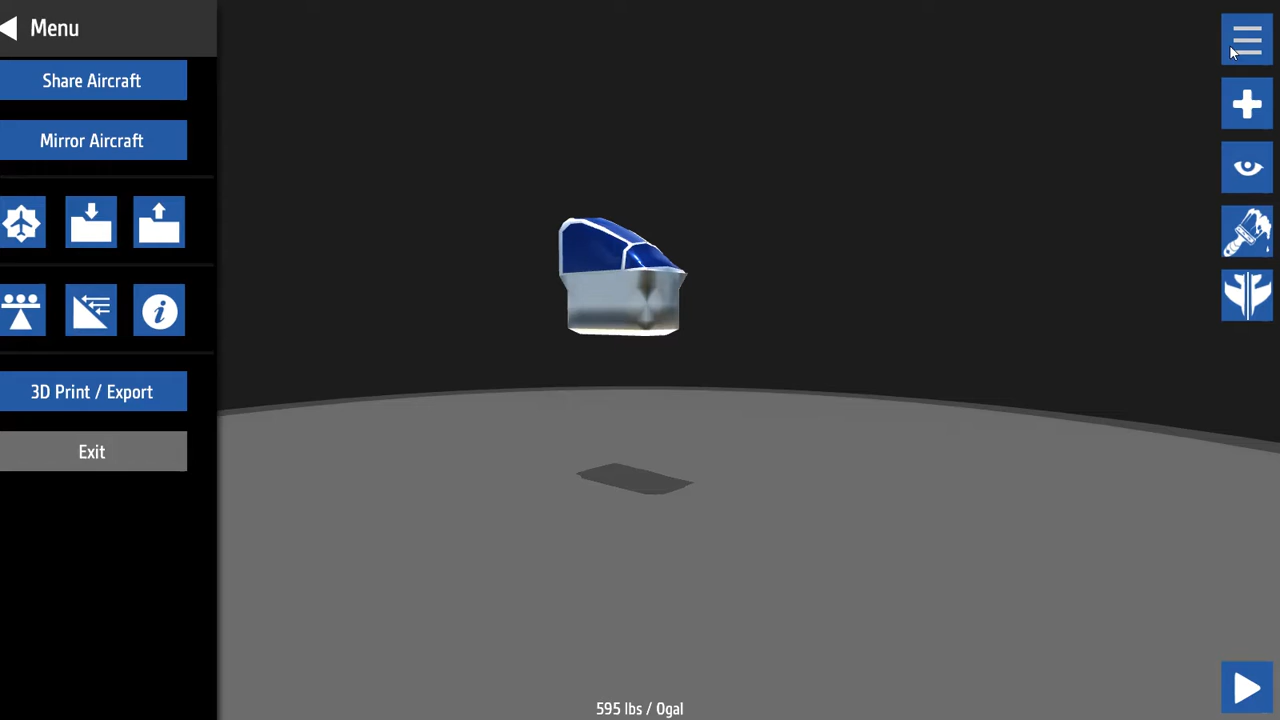 Menu
Share Aircraft
Mirror Aircraft
3D Print / Export
Exit
595 lbs / 0gal